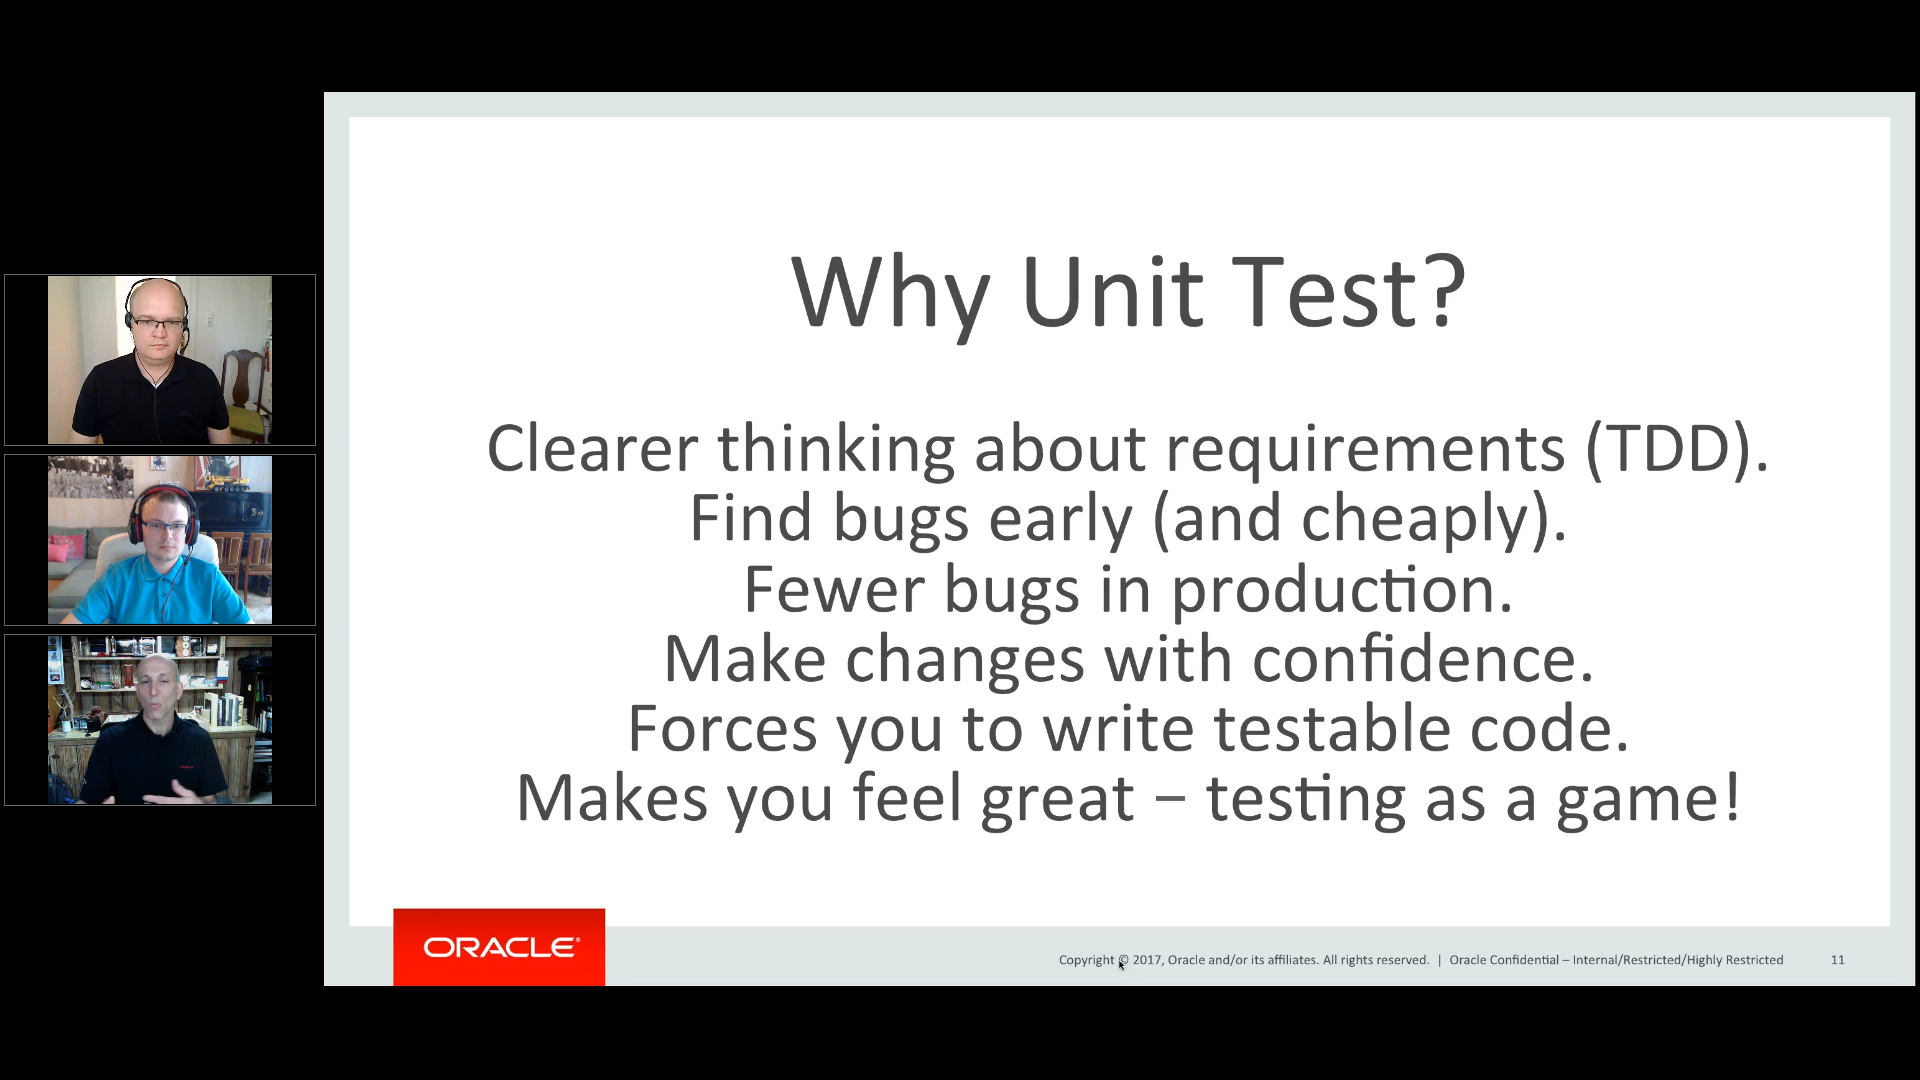 Why Unit Test?
Clearer thinking about requirements (TDD).
Find bugs early (and cheaply).
Fewer bugs in production.
Make changes with confidence.
Forces you to write testable code.
Makes you feel great – testing as a game!
ORACLE®
Copyright © 2017, Oracle and/or its affiliates. All rights reserved. | Oracle Confidential – Internal/Restricted/Highly Restricted 11